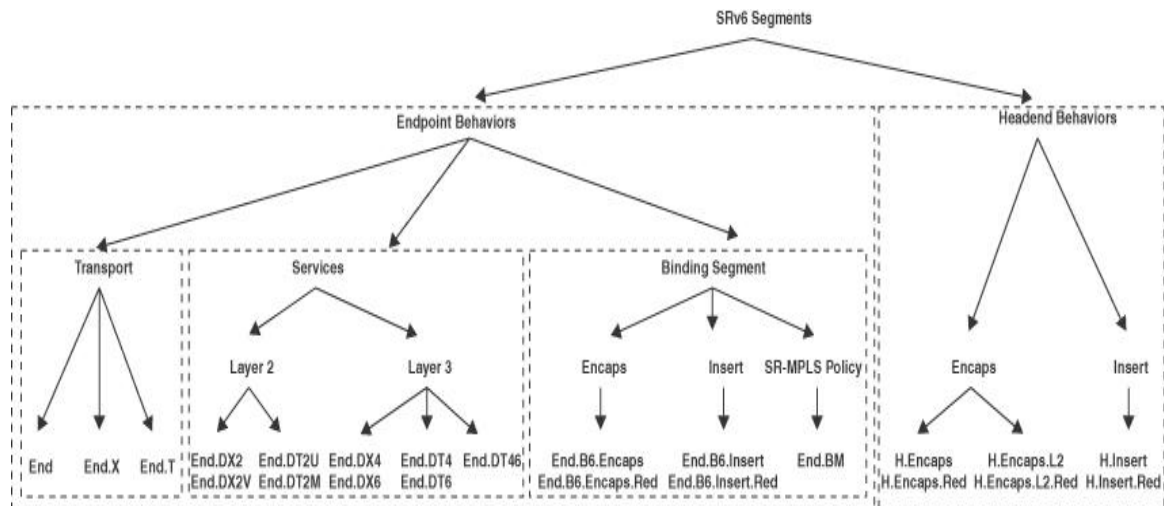 SRv6 Segments
Endpoint Behaviors
Headend Behaviors
Transport
Services
Binding Segment
Layer 2
Layer 3
Encaps
Insert
SR-MPLS Policy
Encaps
Insert
End
End.X
End.T
End.DX2
End.DX2V
End.DT2U
End.DT2M
End.DX4
End.DX6
End.DT4
End.DT6
End.DT46
End.B6.Encaps
End.B6.Encaps.Red
End.B6.Insert
End.B6.Insert.Red
End.BM
H.Encaps
H.Encaps.Red
H.Encaps.L2
H.Encaps.L2.Red
H.Insert
H.Insert.Red